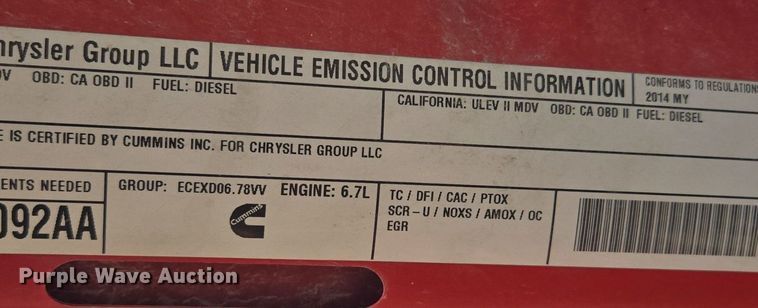 hrysler Group LLC VEHICLE EMISSION CONTROL INFORMATION CONFORMS TO REGULATIONS
2014 MY
DV OBD: CA OBD II FUEL: DIESEL
CALIFORNIA: ULEV II MDV OBD: CA OBD II FUEL: DIESEL
E IS CERTIFIED BY CUMMINS INC. FOR CHRYSLER GROUP LLC
ENTS NEEDED
092AA
GROUP: ECEXD06.78VV ENGINE: 6.7L
Cummins
TC / DFI / CAC / PTOX
SCR – U / NOXS / AMOX / OC
EGR
Purple Wave Auction